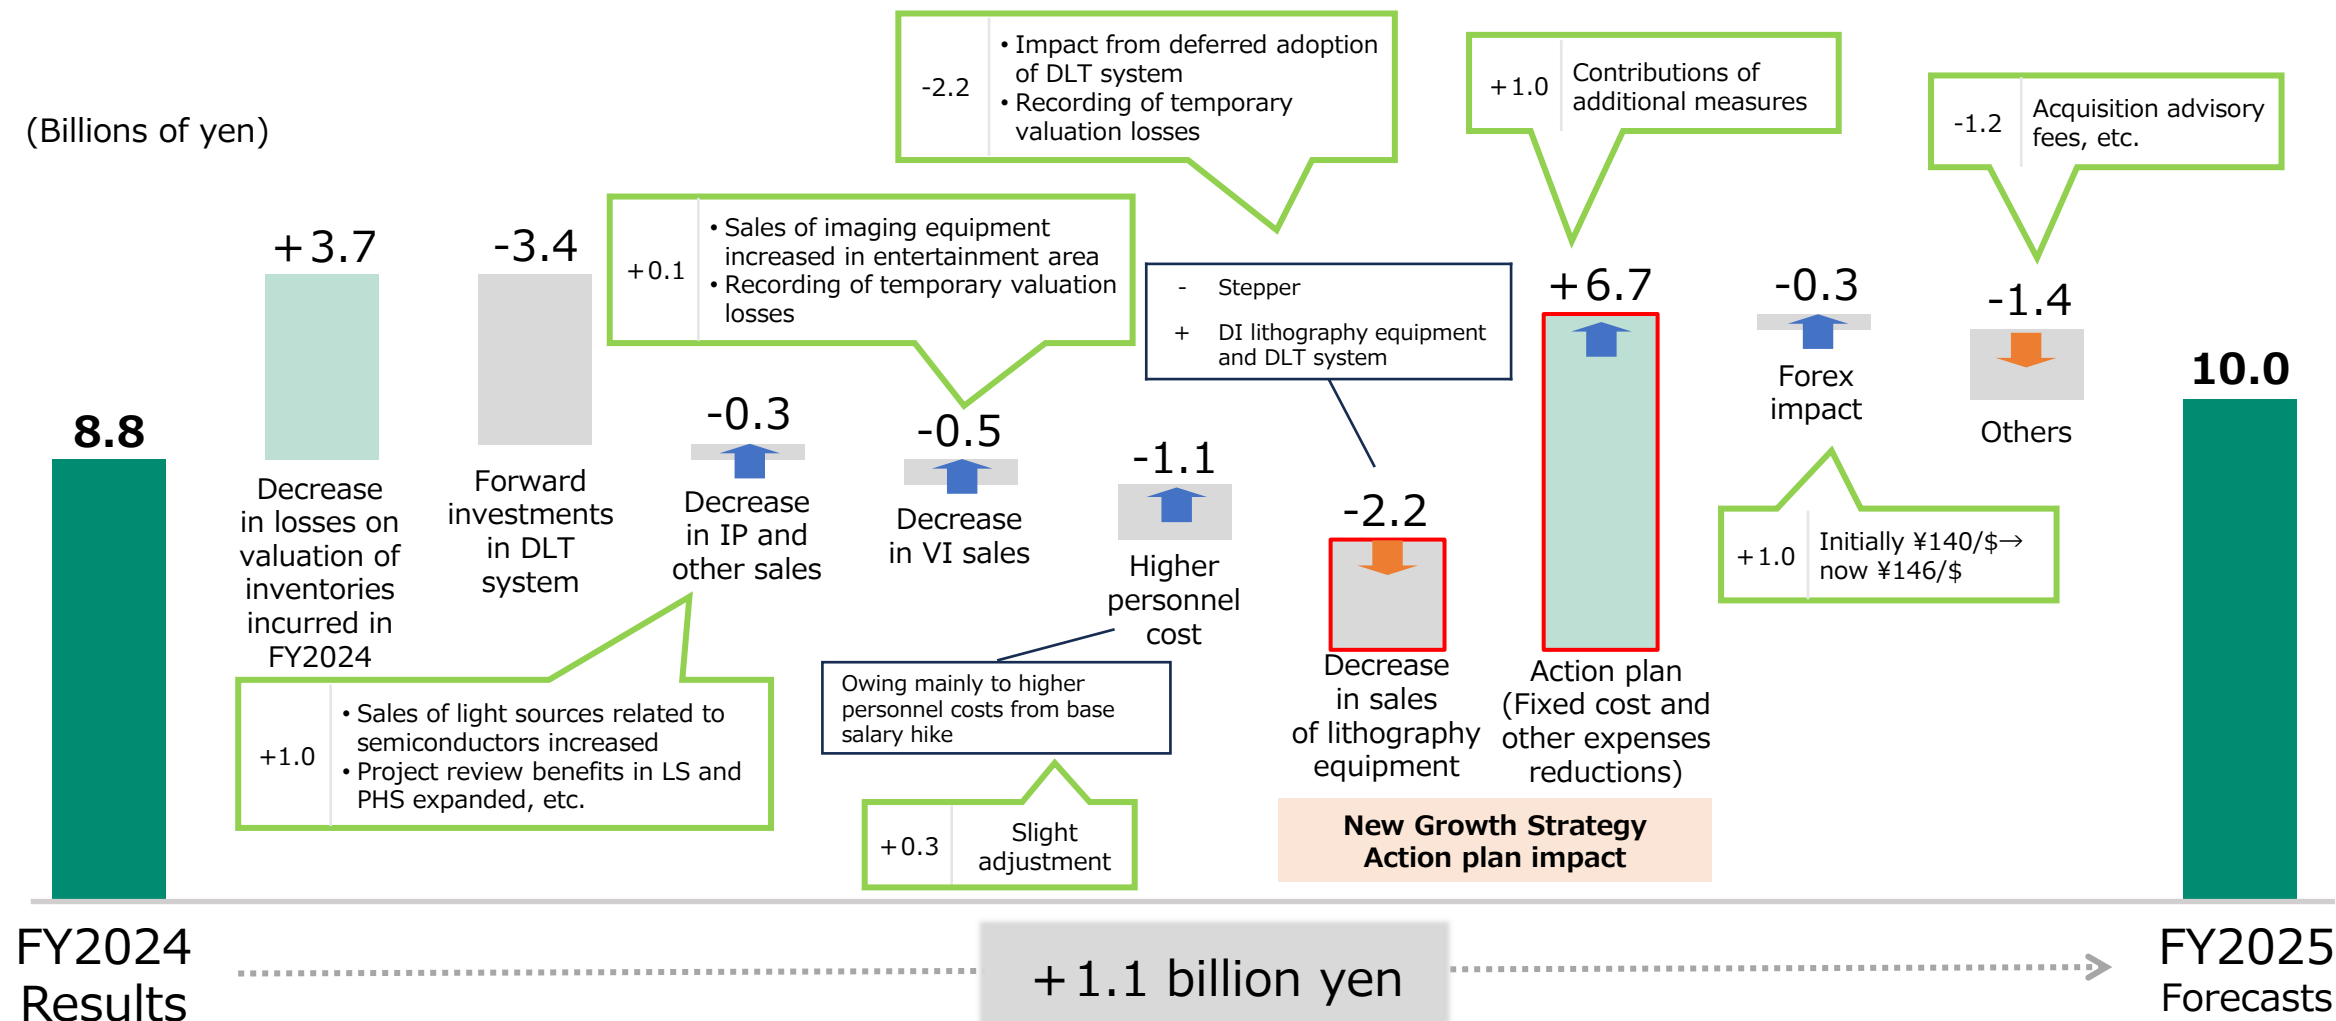 (Billions of yen)
8.8
+3.7
Decrease
in losses on
valuation of
inventories
incurred in
FY2024
-3.4
Forward
investments
in DLT
system
-0.3
Decrease
in IP and
other sales
+1.0
• Sales of light sources related to
semiconductors increased
• Project review benefits in LS and
PHS expanded, etc.
+0.1
• Sales of imaging equipment
increased in entertainment area
• Recording of temporary valuation
losses
-0.5
Decrease
in VI sales
-1.1
Higher
personnel
cost
Owing mainly to higher
personnel costs from base
salary hike
+0.3
Slight
adjustment
-2.2
• Impact from deferred adoption
of DLT system
• Recording of temporary
valuation losses
- Stepper
+ DI lithography equipment
and DLT system
-2.2
Decrease
in sales
of lithography
equipment
+1.0
Contributions of
additional measures
+6.7
Action plan
(Fixed cost and
other expenses
reductions)
New Growth Strategy
Action plan impact
-0.3
Forex
impact
+1.0
Initially ¥140/$→
now ¥146/$
-1.2
Acquisition advisory
fees, etc.
-1.4
Others
10.0
FY2024
Results
+1.1 billion yen
FY2025
Forecasts